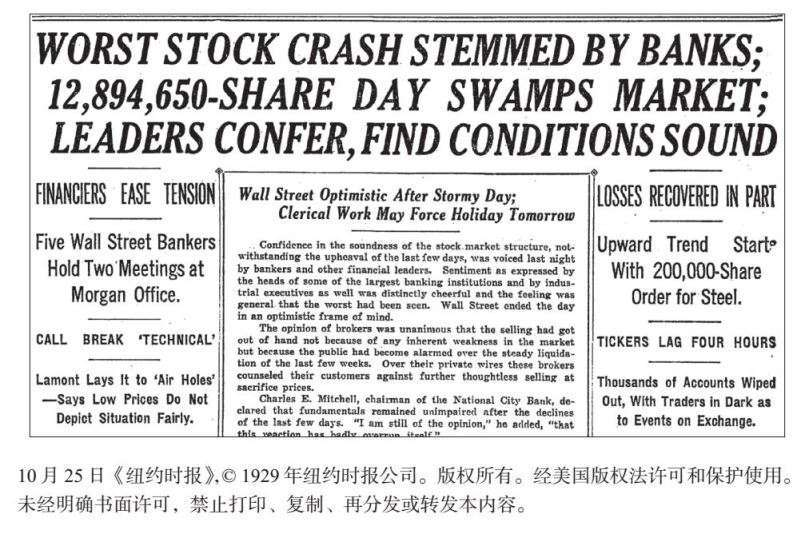 WORST STOCK CRASH STEMMED BY BANKS;
12,894,650-SHARE DAY SWAMPS MARKET;
LEADERS CONFER, FIND CONDITIONS SOUND
FINANCIERS EASE TENSION
Five Wall Street Bankers
Hold Two Meetings at
Morgan Office.
CALL BREAK 'TECHNICAL'
Lamont Lays It to 'Air Holes'
—Says Low Prices Do Not
Depict Situation Fairly.
Wall Street Optimistic After Stormy Day;
Clerical Work May Force Holiday Tomorrow
Confidence in the soundness of the stock market structure, not-
withstanding the upheaval of the last few days, was voiced last night
by bankers and other financial leaders. Sentiment as expressed by
the heads of some of the largest banking institutions and by indus-
trial executives as well was distinctly cheerful and the feeling was
general that the worst had been seen. Wall Street ended the day
in an optimistic frame of mind.
The opinion of brokers was unanimous that the selling had got
out of hand not because of any inherent weakness in the market
but because the public had become alarmed over the steady liquida-
tion of the last few weeks. Over their private wires these brokers
counseled their customers against further thoughtless selling at
sacrifice prices.
Charles E. Mitchell, chairman of the National City Bank, de-
clared that fundamentals remained unimpaired after the declines
of the last few days. "I am still of the opinion," he added, "that
this reaction has badly overrun itself."
LOSSES RECOVERED IN PART
Upward Trend Starts
With 200,000-Share
Order for Steel.
TICKERS LAG FOUR HOURS
Thousands of Accounts Wiped
Out, With Traders in Dark as
to Events on Exchange.
10 月 25 日《纽约时报》,© 1929 年纽约时报公司。版权所有。经美国版权法许可和保护使用。
未经明确书面许可，禁止打印、复制、再分发或转发本内容。